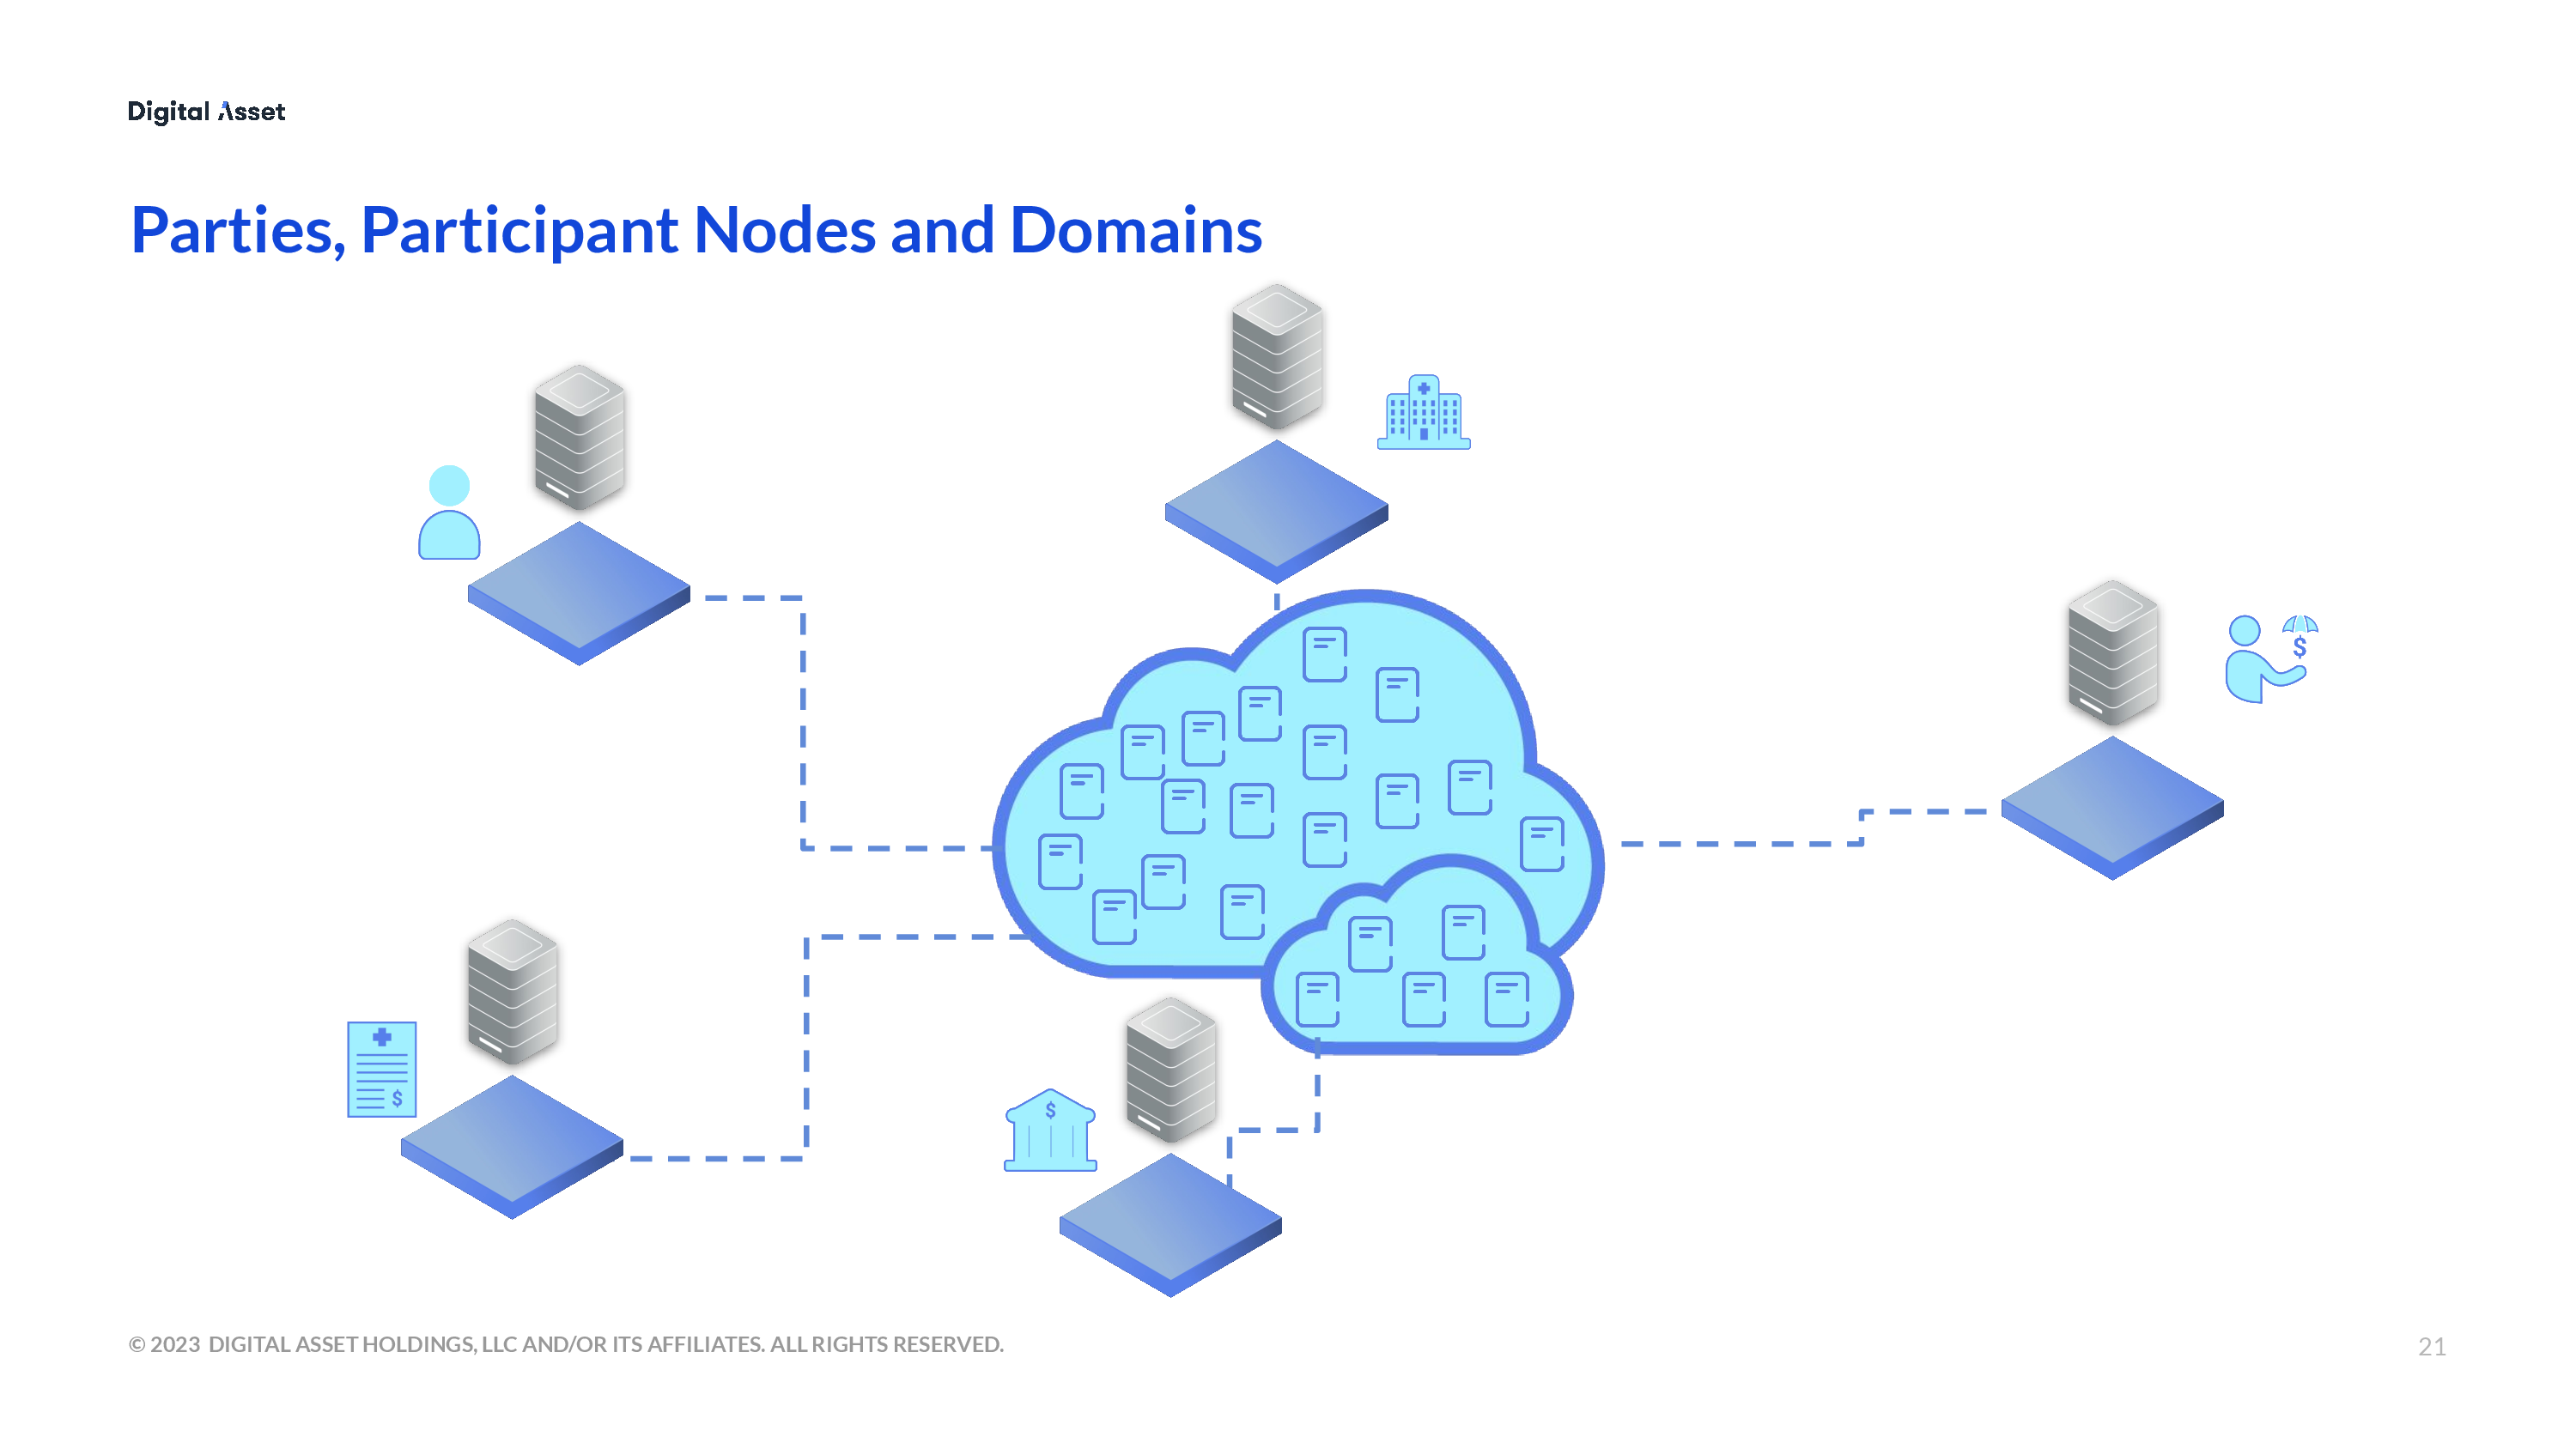 Digital Asset
Parties, Participant Nodes and Domains
$
$
$
© 2023 DIGITAL ASSET HOLDINGS, LLC AND/OR ITS AFFILIATES. ALL RIGHTS RESERVED.
21